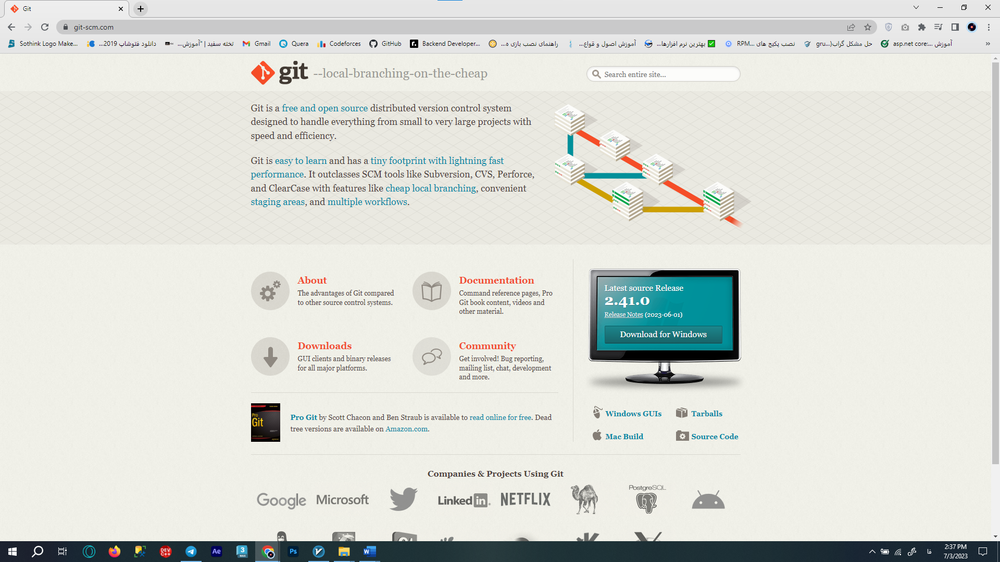 Git
git-scm.com
Sothink Logo Make...
دانلود فتوشاپ 2019...
تخته سفید | "آموزش...
Gmail
Quera
Codeforces
GitHub
Backend Developer...
راهنمای نصب بازی ه...
آموزش اصول و قواع...
بهترین نرم افزارها...
نصب پکیج های RPM...
حل مشکل گراب(gru...
آموزش asp.net core:...
»
git --local-branching-on-the-cheap
Search entire site...
Git is a free and open source distributed version control system
designed to handle everything from small to very large projects with
speed and efficiency.
Git is easy to learn and has a tiny footprint with lightning fast
performance. It outclasses SCM tools like Subversion, CVS, Perforce,
and ClearCase with features like cheap local branching, convenient
staging areas, and multiple workflows.
About
The advantages of Git compared
to other source control systems.
Documentation
Command reference pages, Pro
Git book content, videos and
other material.
Downloads
GUI clients and binary releases
for all major platforms.
Community
Get involved! Bug reporting,
mailing list, chat, development
and more.
Latest source Release
2.41.0
Release Notes (2023-06-01)
Download for Windows
Pro
Git
Pro Git by Scott Chacon and Ben Straub is available to read online for free. Dead
tree versions are available on Amazon.com.
Windows GUIs
Tarballs
Mac Build
Source Code
Companies & Projects Using Git
Google
Microsoft
Linked in
NETFLIX
PostgreSQL
DEV
C++
Ae
3
MAX
Ps
W
فا
2:37 PM
7/3/2023